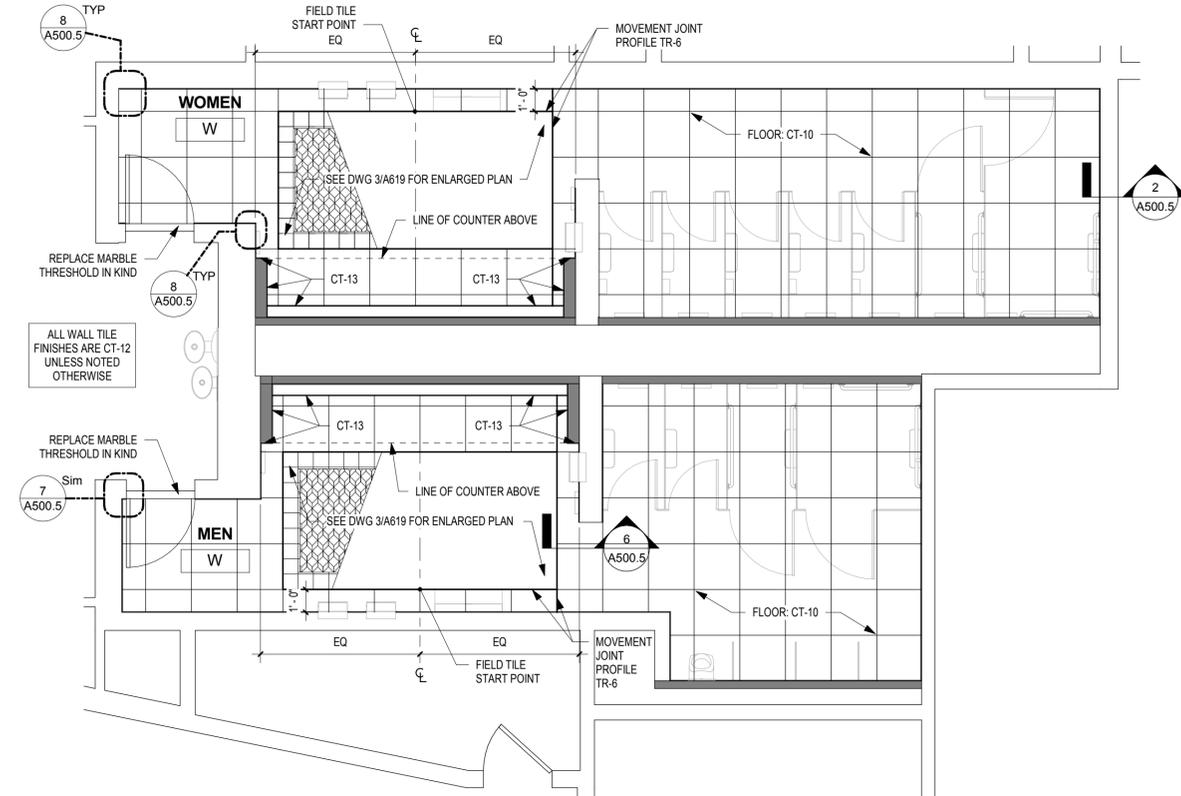 8
A500.5
TYP
FIELD TILE
START POINT
EQ
℄
EQ
MOVEMENT JOINT
PROFILE TR-6
WOMEN
W
1' - 0"
FLOOR: CT-10
SEE DWG 3/A619 FOR ENLARGED PLAN
2
A500.5
LINE OF COUNTER ABOVE
REPLACE MARBLE
THRESHOLD IN KIND
TYP
8
A500.5
CT-13
CT-13
ALL WALL TILE
FINISHES ARE CT-12
UNLESS NOTED
OTHERWISE
CT-13
CT-13
REPLACE MARBLE
THRESHOLD IN KIND
Sim
7
A500.5
LINE OF COUNTER ABOVE
SEE DWG 3/A619 FOR ENLARGED PLAN
MEN
W
6
A500.5
1' - 0"
FLOOR: CT-10
EQ
EQ
℄
MOVEMENT
JOINT
PROFILE
TR-6
FIELD TILE
START POINT